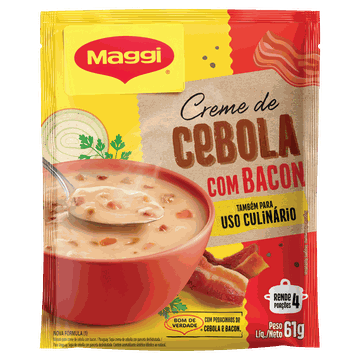 Maggi
Creme de
CEBOLA
COM BACON
TAMBÉM PARA
USO CULINÁRIO
RENDE
4
PORÇÕES
BOM DE
VERDADE
COM PEDACINHOS DE
CEBOLA E BACON.
Peso
Líq./Neto 61g
NOVA FÓRMULA